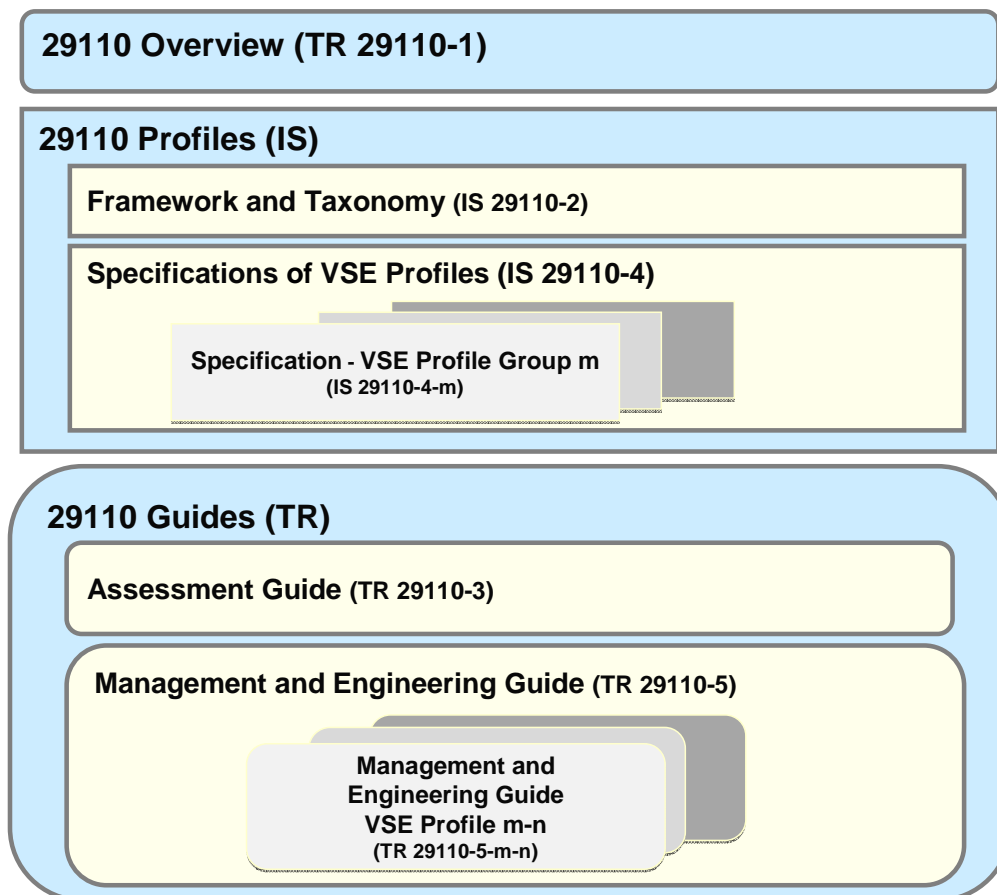 29110 Overview (TR 29110-1)
29110 Profiles (IS)
Framework and Taxonomy (IS 29110-2)
Specifications of VSE Profiles (IS 29110-4)
Specification - VSE Profile Group m
(IS 29110-4-m)
29110 Guides (TR)
Assessment Guide (TR 29110-3)
Management and Engineering Guide (TR 29110-5)
Management and
Engineering Guide
VSE Profile m-n
(TR 29110-5-m-n)